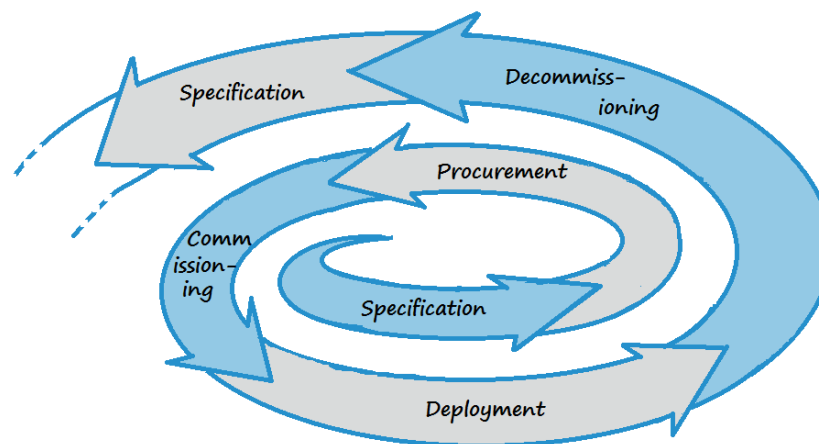 Specification
Decommiss-
ioning
Procurement
Comm
ission-
ing
Specification
Deployment